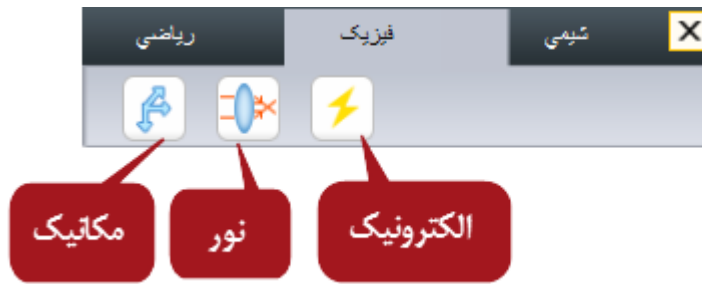 ریاضی
فیزیک
شیمی
مکانیک
نور
الکترونیک